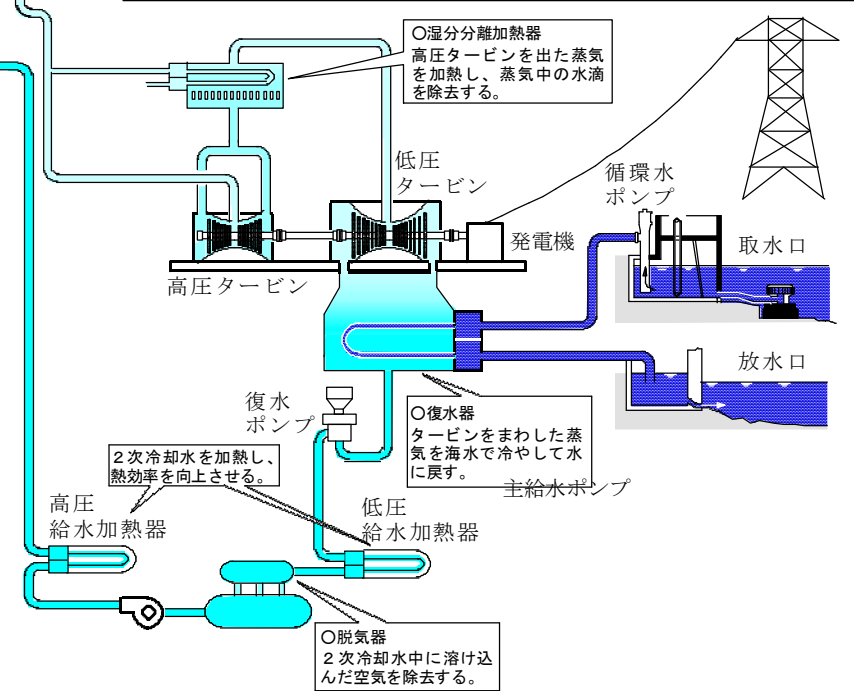 ○湿分分離加熱器
高圧タービンを出た蒸気
を加熱し、蒸気中の水滴
を除去する。
低圧
タービン
循環水
ポンプ
発電機
取水口
高圧タービン
放水口
復水
ポンプ
○復水器
タービンをまわした蒸
気を海水で冷やして水
に戻す。
２次冷却水を加熱し、
熱効率を向上させる。
主給水ポンプ
高圧
給水加熱器
低圧
給水加熱器
○脱気器
２次冷却水中に溶け込
んだ空気を除去する。